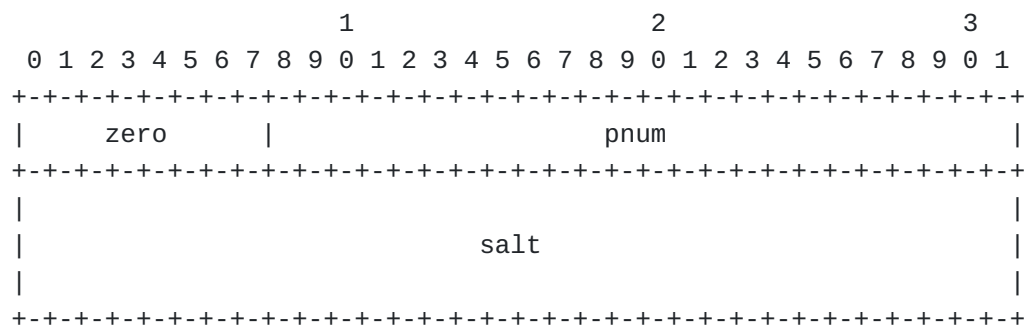 1                   2                   3
 0 1 2 3 4 5 6 7 8 9 0 1 2 3 4 5 6 7 8 9 0 1 2 3 4 5 6 7 8 9 0 1
+-+-+-+-+-+-+-+-+-+-+-+-+-+-+-+-+-+-+-+-+-+-+-+-+-+-+-+-+-+-+-+-+
|     zero      |                     pnum                      |
+-+-+-+-+-+-+-+-+-+-+-+-+-+-+-+-+-+-+-+-+-+-+-+-+-+-+-+-+-+-+-+-+
|                                                               |
|                             salt                              |
|                                                               |
+-+-+-+-+-+-+-+-+-+-+-+-+-+-+-+-+-+-+-+-+-+-+-+-+-+-+-+-+-+-+-+-+